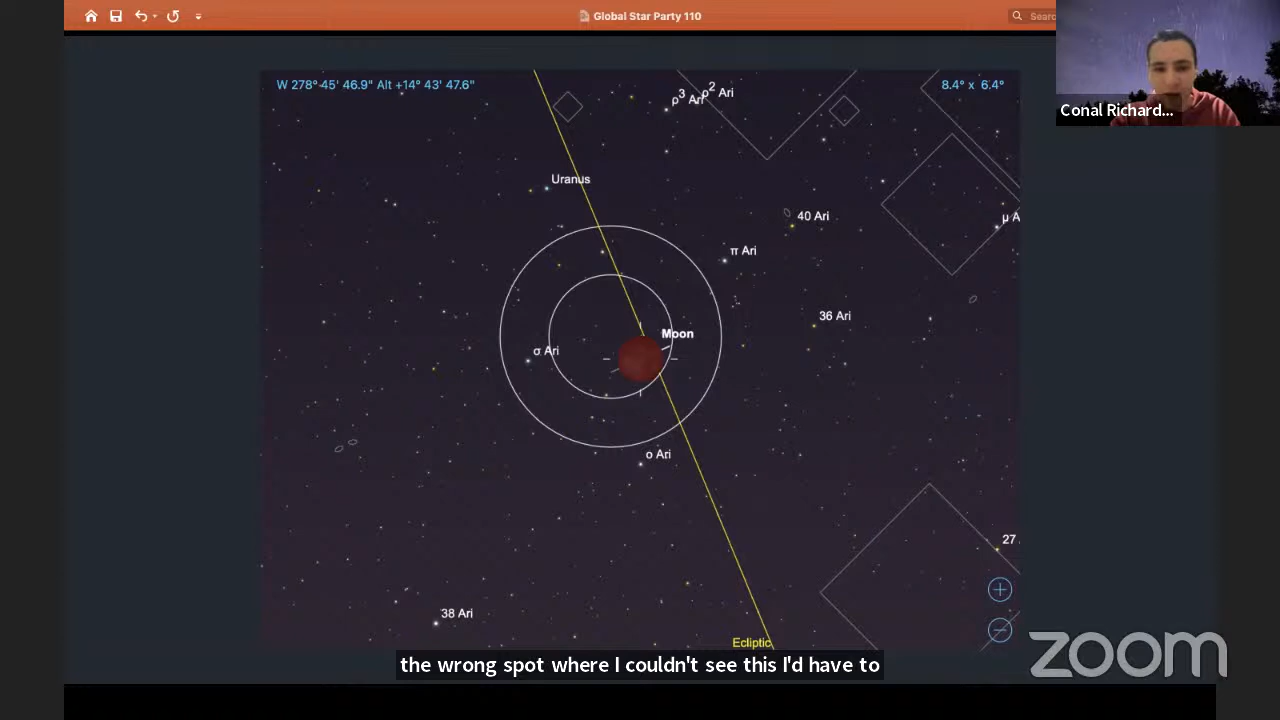 Global Star Party 110
Searc
Conal Richard...
W 278° 45' 46.9" Alt +14° 43' 47.6"
8.4° x 6.4°
ρ3 Ari
ρ2 Ari
Uranus
40 Ari
μ A
π Ari
36 Ari
Moon
σ Ari
ο Ari
27
38 Ari
Ecliptic
the wrong spot where I couldn't see this I'd have to
zoom